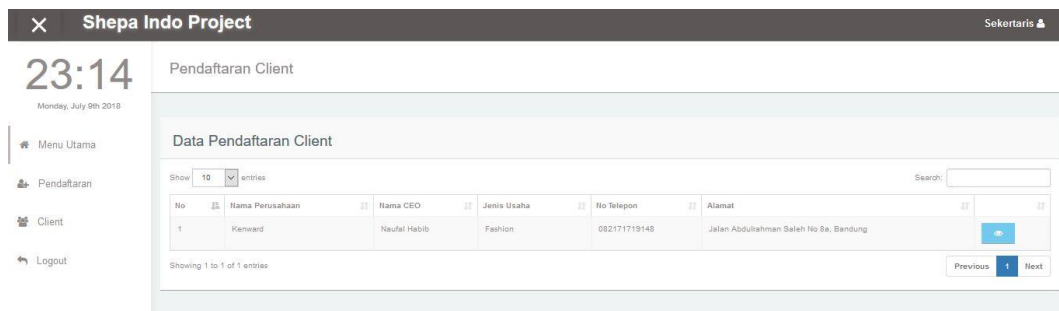 Shepa Indo Project
Sekertaris
23:14
Monday, July 9th 2018
Pendaftaran Client
Menu Utama
Pendaftaran
Client
Logout
Data Pendaftaran Client
Show 10 entries
Search:
No Nama Perusahaan Nama CEO Jenis Usaha No Telepon Alamat
1 Kenward Naufal Habib Fashion 082171719148 Jalan Abdulrahman Saleh No 8a, Bandung
Showing 1 to 1 of 1 entries
Previous 1 Next